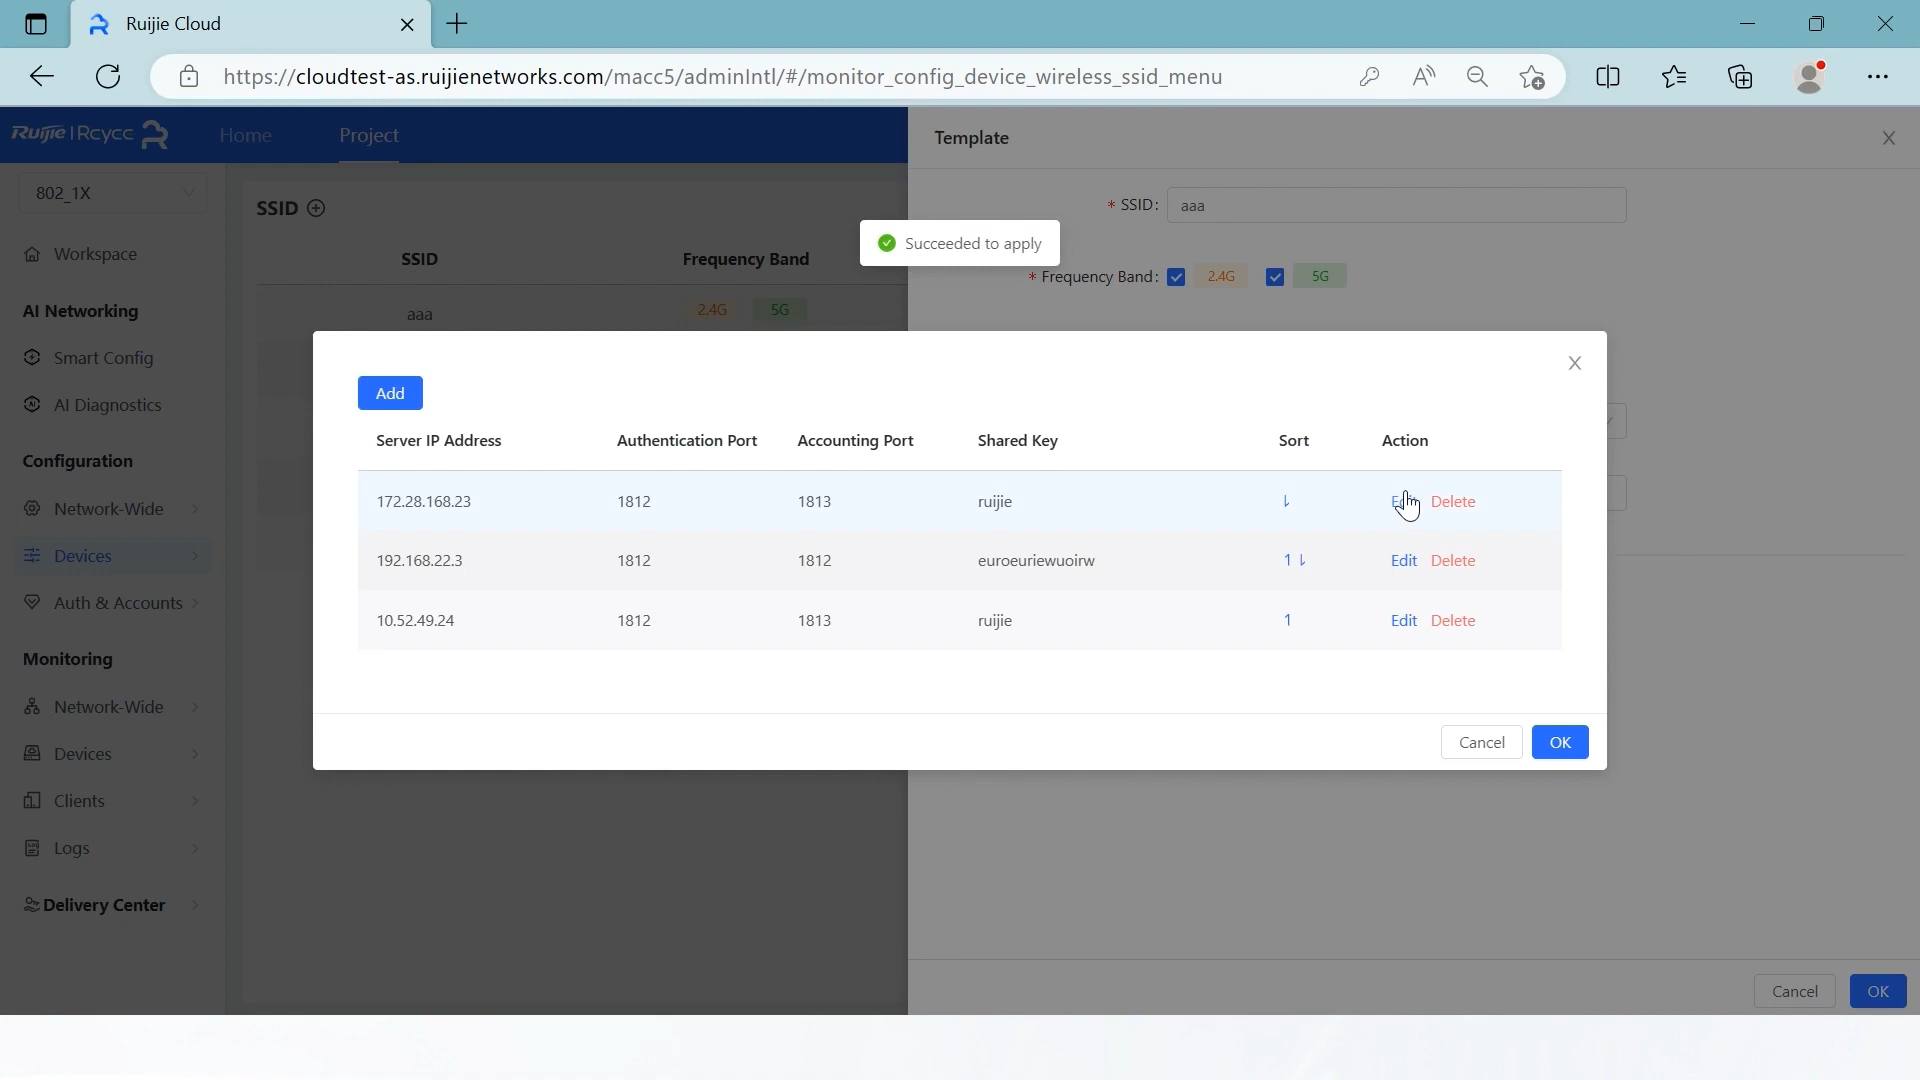 Ruijie Cloud
https://cloudtest-as.ruijienetworks.com/macc5/adminIntl/#/monitor_config_device_wireless_ssid_menu
Ruijie | Rcycc Home Project
Template
802_1X
SSID
* SSID: aaa
Succeeded to apply
Workspace
SSID Frequency Band
* Frequency Band: 2.4G 5G
AI Networking
aaa 2.4G 5G
Smart Config
AI Diagnostics
Add
Server IP Address Authentication Port Accounting Port Shared Key Sort Action
Configuration
172.28.168.23 1812 1813 ruijie Edit Delete
Network-Wide
Devices
192.168.22.3 1812 1812 euroeuriewuoirw Edit Delete
Auth & Accounts
10.52.49.24 1812 1813 ruijie Edit Delete
Monitoring
Network-Wide
Cancel OK
Devices
Clients
Logs
Delivery Center
Cancel OK